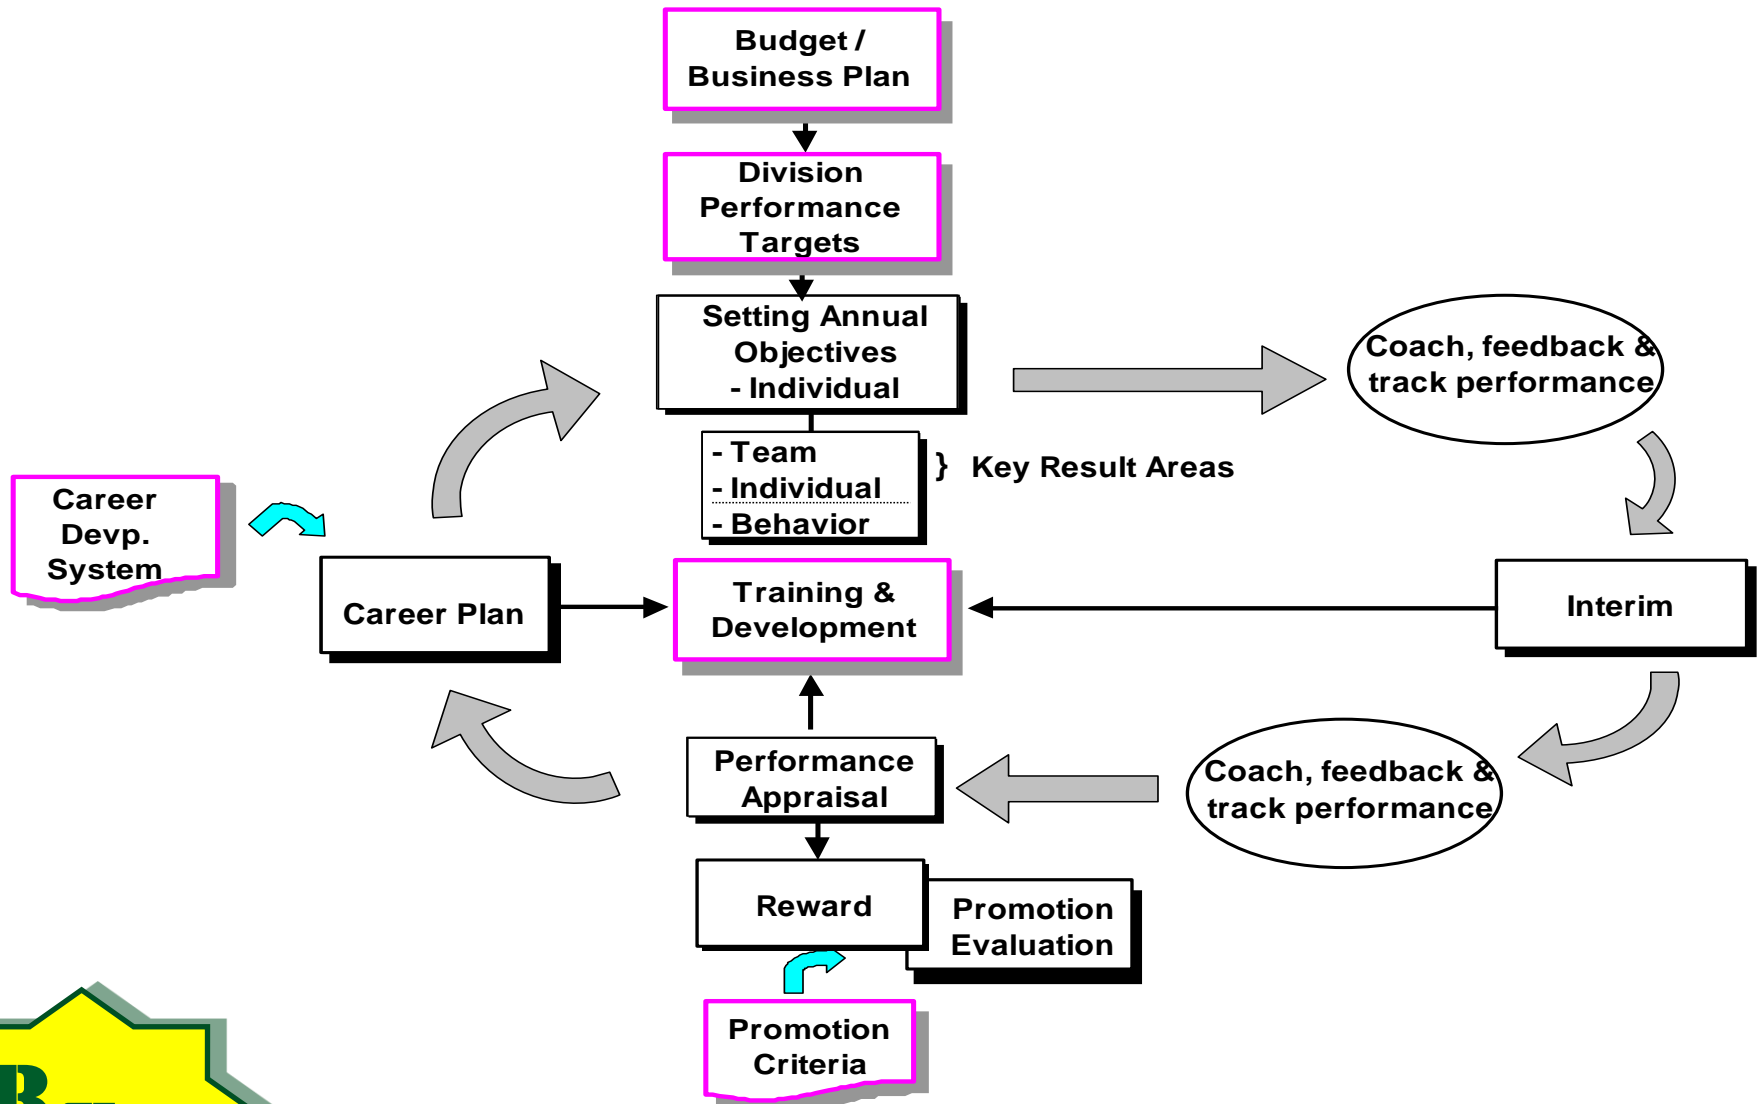 Budget /
Business Plan
Division
Performance
Targets
Setting Annual
Objectives
- Individual
- Team
- Individual
- Behavior
} Key Result Areas
Coach, feedback &
track performance
Career
Devp.
System
Career Plan
Training &
Development
Interim
Performance
Appraisal
Coach, feedback &
track performance
Reward
Promotion
Evaluation
Promotion
Criteria